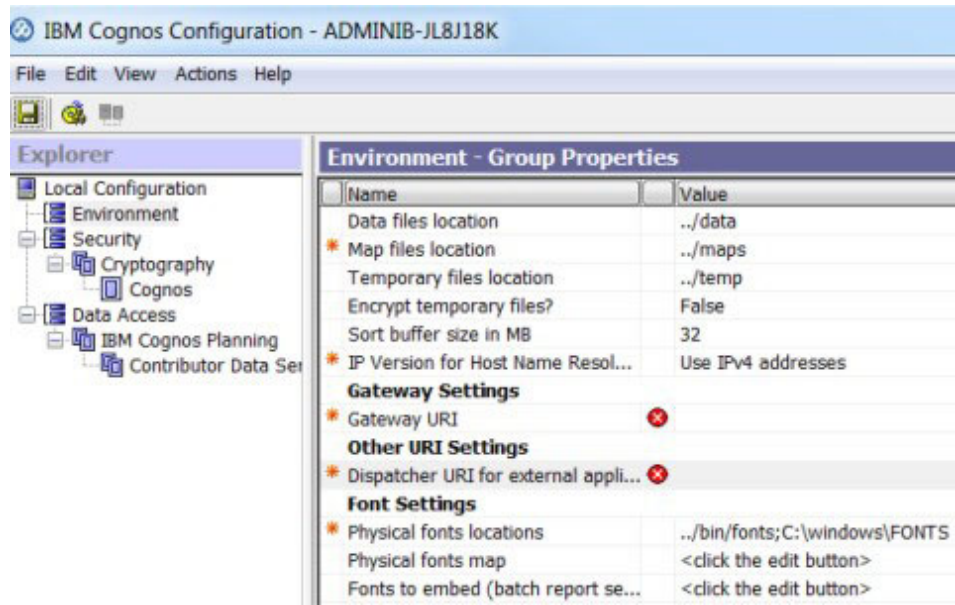 IBM Cognos Configuration - ADMINIB-JL8J18K
File Edit View Actions Help
Explorer
Local Configuration
Environment
Security
Cryptography
Cognos
Data Access
IBM Cognos Planning
Contributor Data Ser
Environment - Group Properties
Name Value
Data files location ../data
* Map files location ../maps
Temporary files location ../temp
Encrypt temporary files? False
Sort buffer size in MB 32
* IP Version for Host Name Resol... Use IPv4 addresses
Gateway Settings
* Gateway URI
Other URI Settings
* Dispatcher URI for external appli...
Font Settings
* Physical fonts locations ../bin/fonts;C:\windows\FONTS
Physical fonts map <click the edit button>
Fonts to embed (batch report se... <click the edit button>